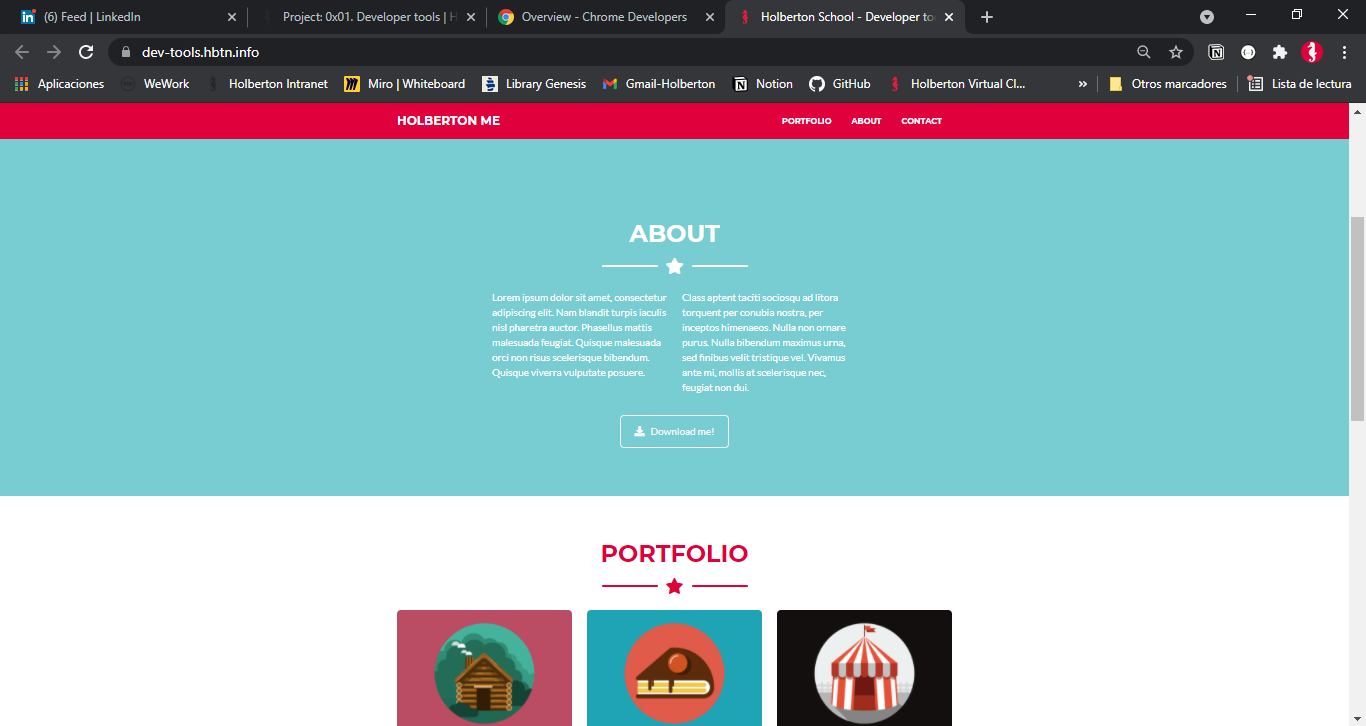 (6) Feed | LinkedIn
Project: 0x01. Developer tools | H
Overview - Chrome Developers
Holberton School - Developer to
dev-tools.hbtn.info
Aplicaciones
WeWork
Holberton Intranet
Miro | Whiteboard
Library Genesis
Gmail-Holberton
Notion
GitHub
Holberton Virtual Cl...
»
Otros marcadores
Lista de lectura
HOLBERTON ME
PORTFOLIO
ABOUT
CONTACT
ABOUT
Lorem ipsum dolor sit amet, consectetur
adipiscing elit. Nam blandit turpis iaculis
nisl pharetra auctor. Phasellus mattis
malesuada feugiat. Quisque malesuada
orci non risus scelerisque bibendum.
Quisque viverra vulputate posuere.
Class aptent taciti sociosqu ad litora
torquent per conubia nostra, per
inceptos himenaeos. Nulla non ornare
purus. Nulla bibendum maximus urna,
sed finibus velit tristique vel. Vivamus
ante mi, mollis at scelerisque nec,
feugiat non dui.
Download me!
PORTFOLIO